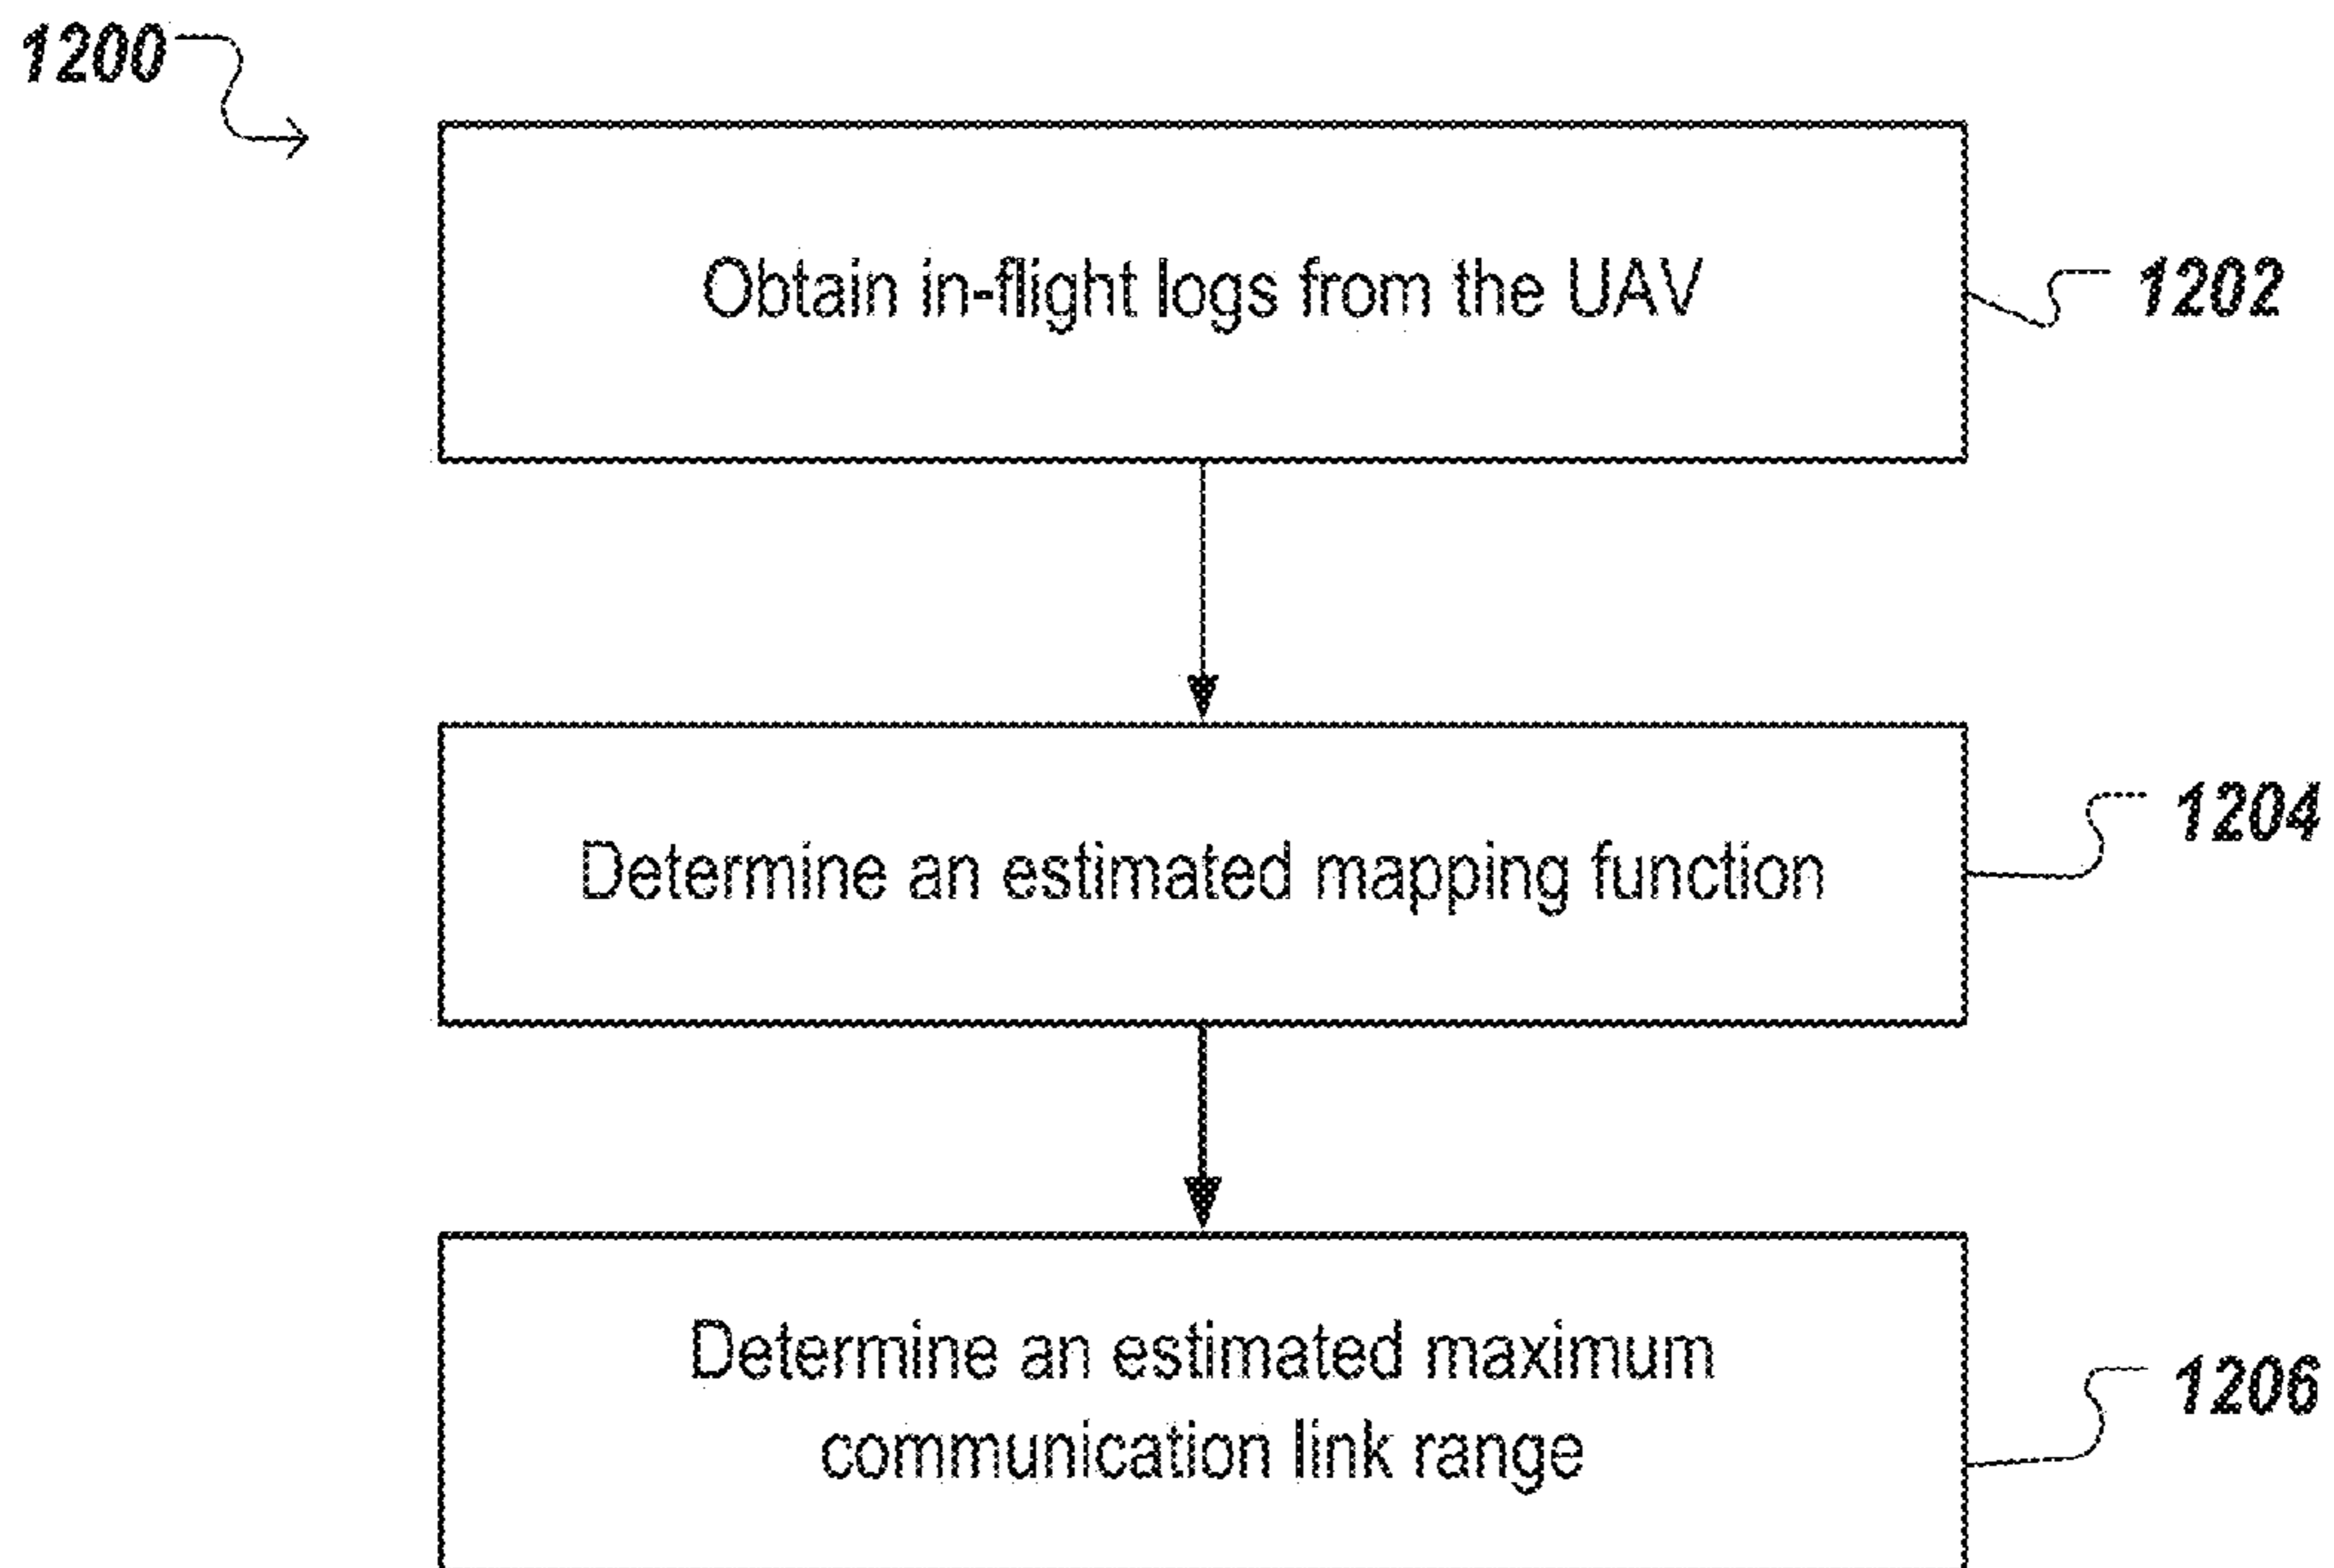 1200
Obtain in-flight logs from the UAV
1202
Determine an estimated mapping function
1204
Determine an estimated maximum
communication link range
1206